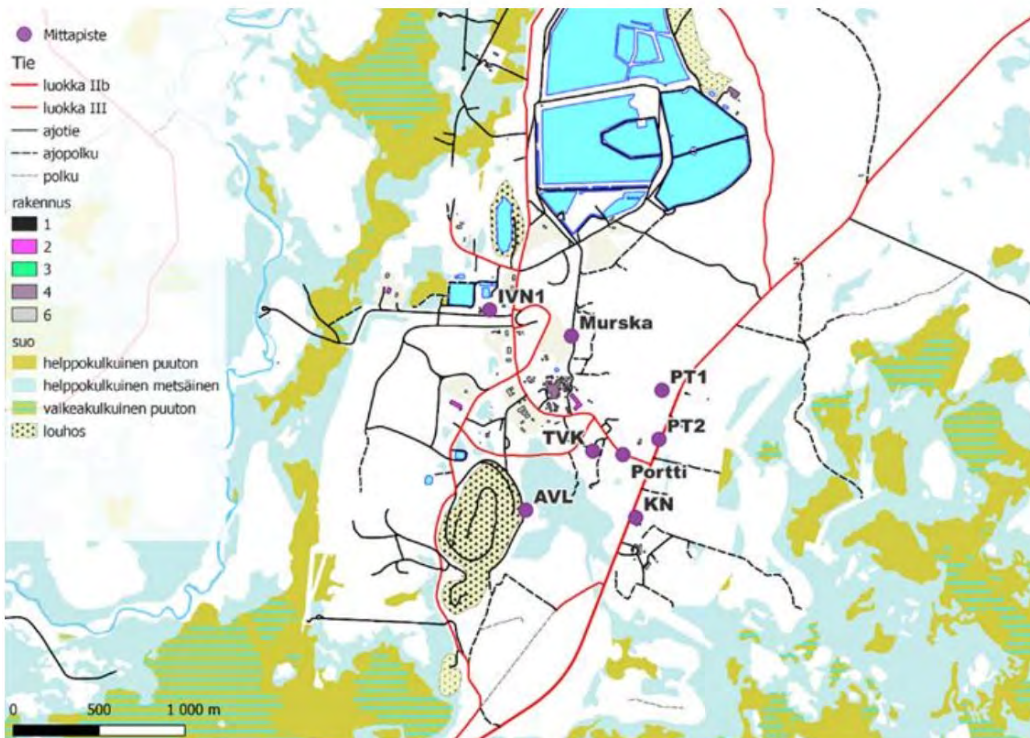 Mittapiste
Tie
luokka IIb
luokka III
ajotie
ajopolku
polku
rakennus
1
2
3
4
6
suo
helppokulkuinen puuton
helppokulkuinen metsäinen
vaikeakulkuinen puuton
louhos
IVN1
Murska
PT1
PT2
TVK
Portti
AVL
KN
0 500 1 000 m